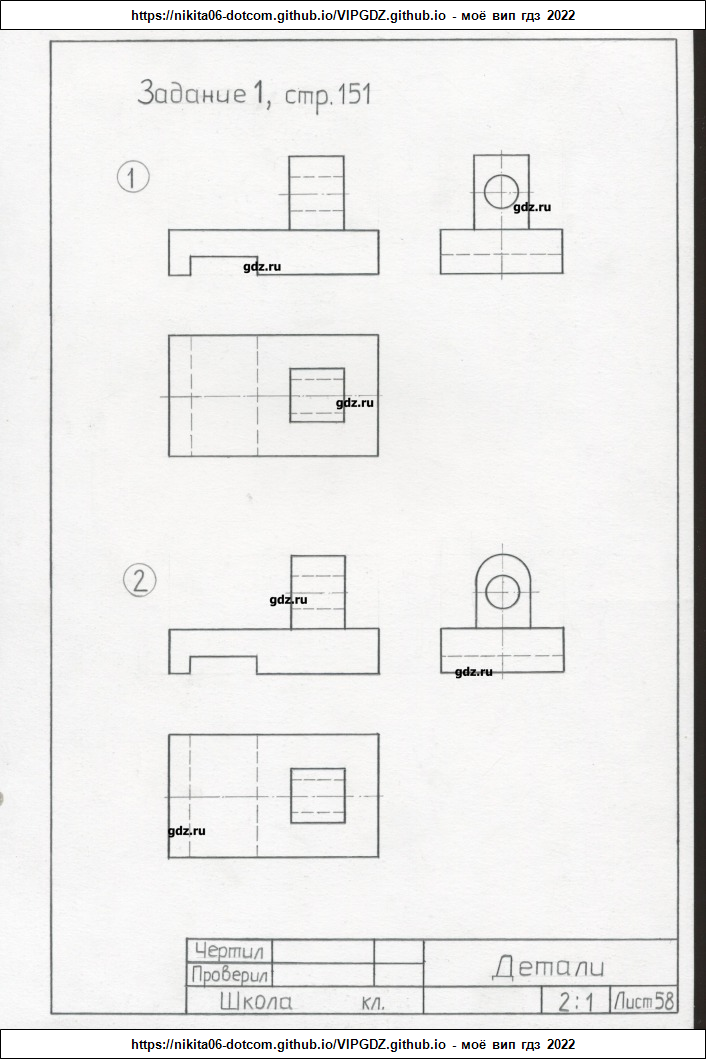 https://nikita06-dotcom.github.io/VIPGDZ.github.io - моё вип гдз 2022
Задание 1, стр. 151
1
gdz.ru
gdz.ru
gdz.ru
2
gdz.ru
gdz.ru
gdz.ru
Чертил
Проверил
Детали
Школа кл.
2:1
Лист 58
https://nikita06-dotcom.github.io/VIPGDZ.github.io - моё вип гдз 2022